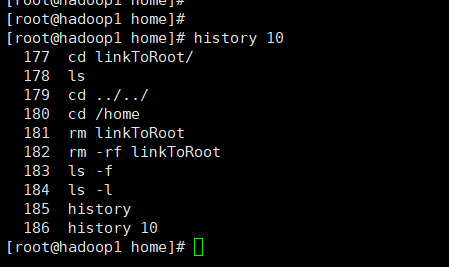 [root@hadoop1 home]#
[root@hadoop1 home]#
[root@hadoop1 home]# history 10
177 cd linkToRoot/
178 ls
179 cd ../../
180 cd /home
181 rm linkToRoot
182 rm -rf linkToRoot
183 ls -f
184 ls -l
185 history
186 history 10
[root@hadoop1 home]#